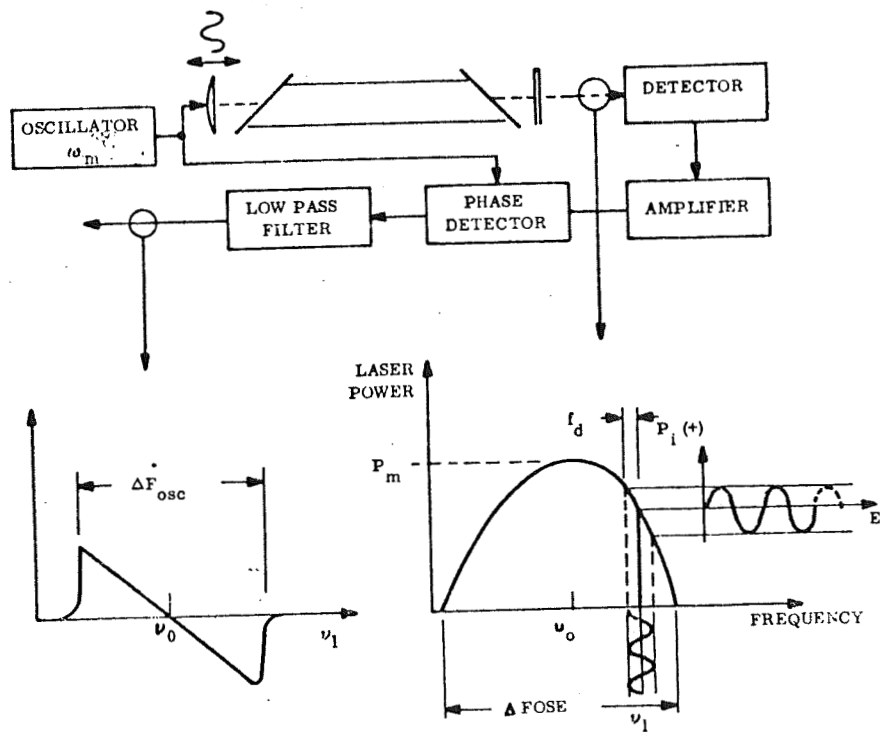 DETECTOR
OSCILLATOR
ω_m
LOW PASS
FILTER
PHASE
DETECTOR
AMPLIFIER
LASER
POWER
f_d
P_i (+)
P_m
ΔF_osc
E
ν_0
ν_1
ν_o
FREQUENCY
Δ FOSE
ν_1